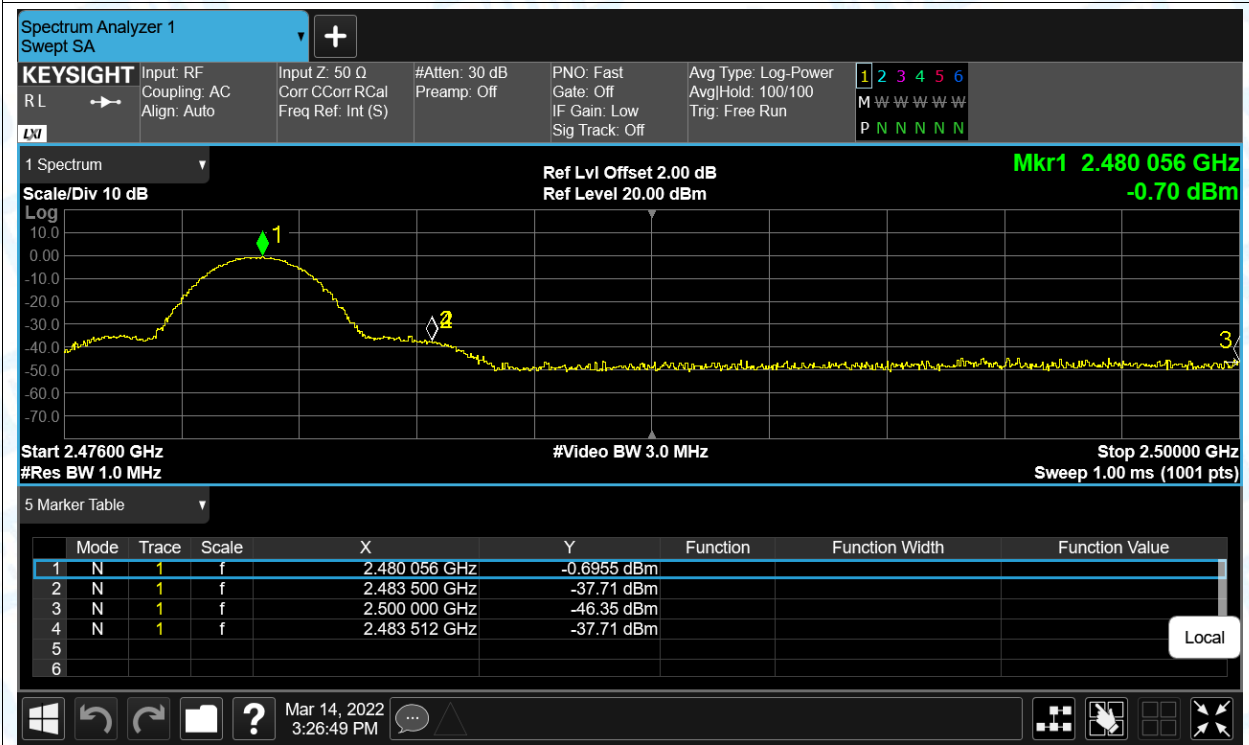 Spectrum Analyzer 1
Swept SA
KEYSIGHT
R L
LXI
Input: RF
Coupling: AC
Align: Auto
Input Z: 50 Ω
Corr CCorr RCal
Freq Ref: Int (S)
#Atten: 30 dB
Preamp: Off
PNO: Fast
Gate: Off
IF Gain: Low
Sig Track: Off
Avg Type: Log-Power
Avg|Hold: 100/100
Trig: Free Run
1 2 3 4 5 6
M W W W W W
P N N N N N
1 Spectrum
Scale/Div 10 dB
Ref Lvl Offset 2.00 dB
Ref Level 20.00 dBm
Mkr1 2.480 056 GHz
-0.70 dBm
Log
10.0
0.00
-10.0
-20.0
-30.0
-40.0
-50.0
-60.0
-70.0
1
3
Start 2.47600 GHz
#Res BW 1.0 MHz
#Video BW 3.0 MHz
Stop 2.50000 GHz
Sweep 1.00 ms (1001 pts)
5 Marker Table
Mode Trace Scale X Y Function Function Width Function Value
1 N 1 f 2.480 056 GHz -0.6955 dBm
2 N 1 f 2.483 500 GHz -37.71 dBm
3 N 1 f 2.500 000 GHz -46.35 dBm
4 N 1 f 2.483 512 GHz -37.71 dBm
5
6
Local
?
Mar 14, 2022
3:26:49 PM